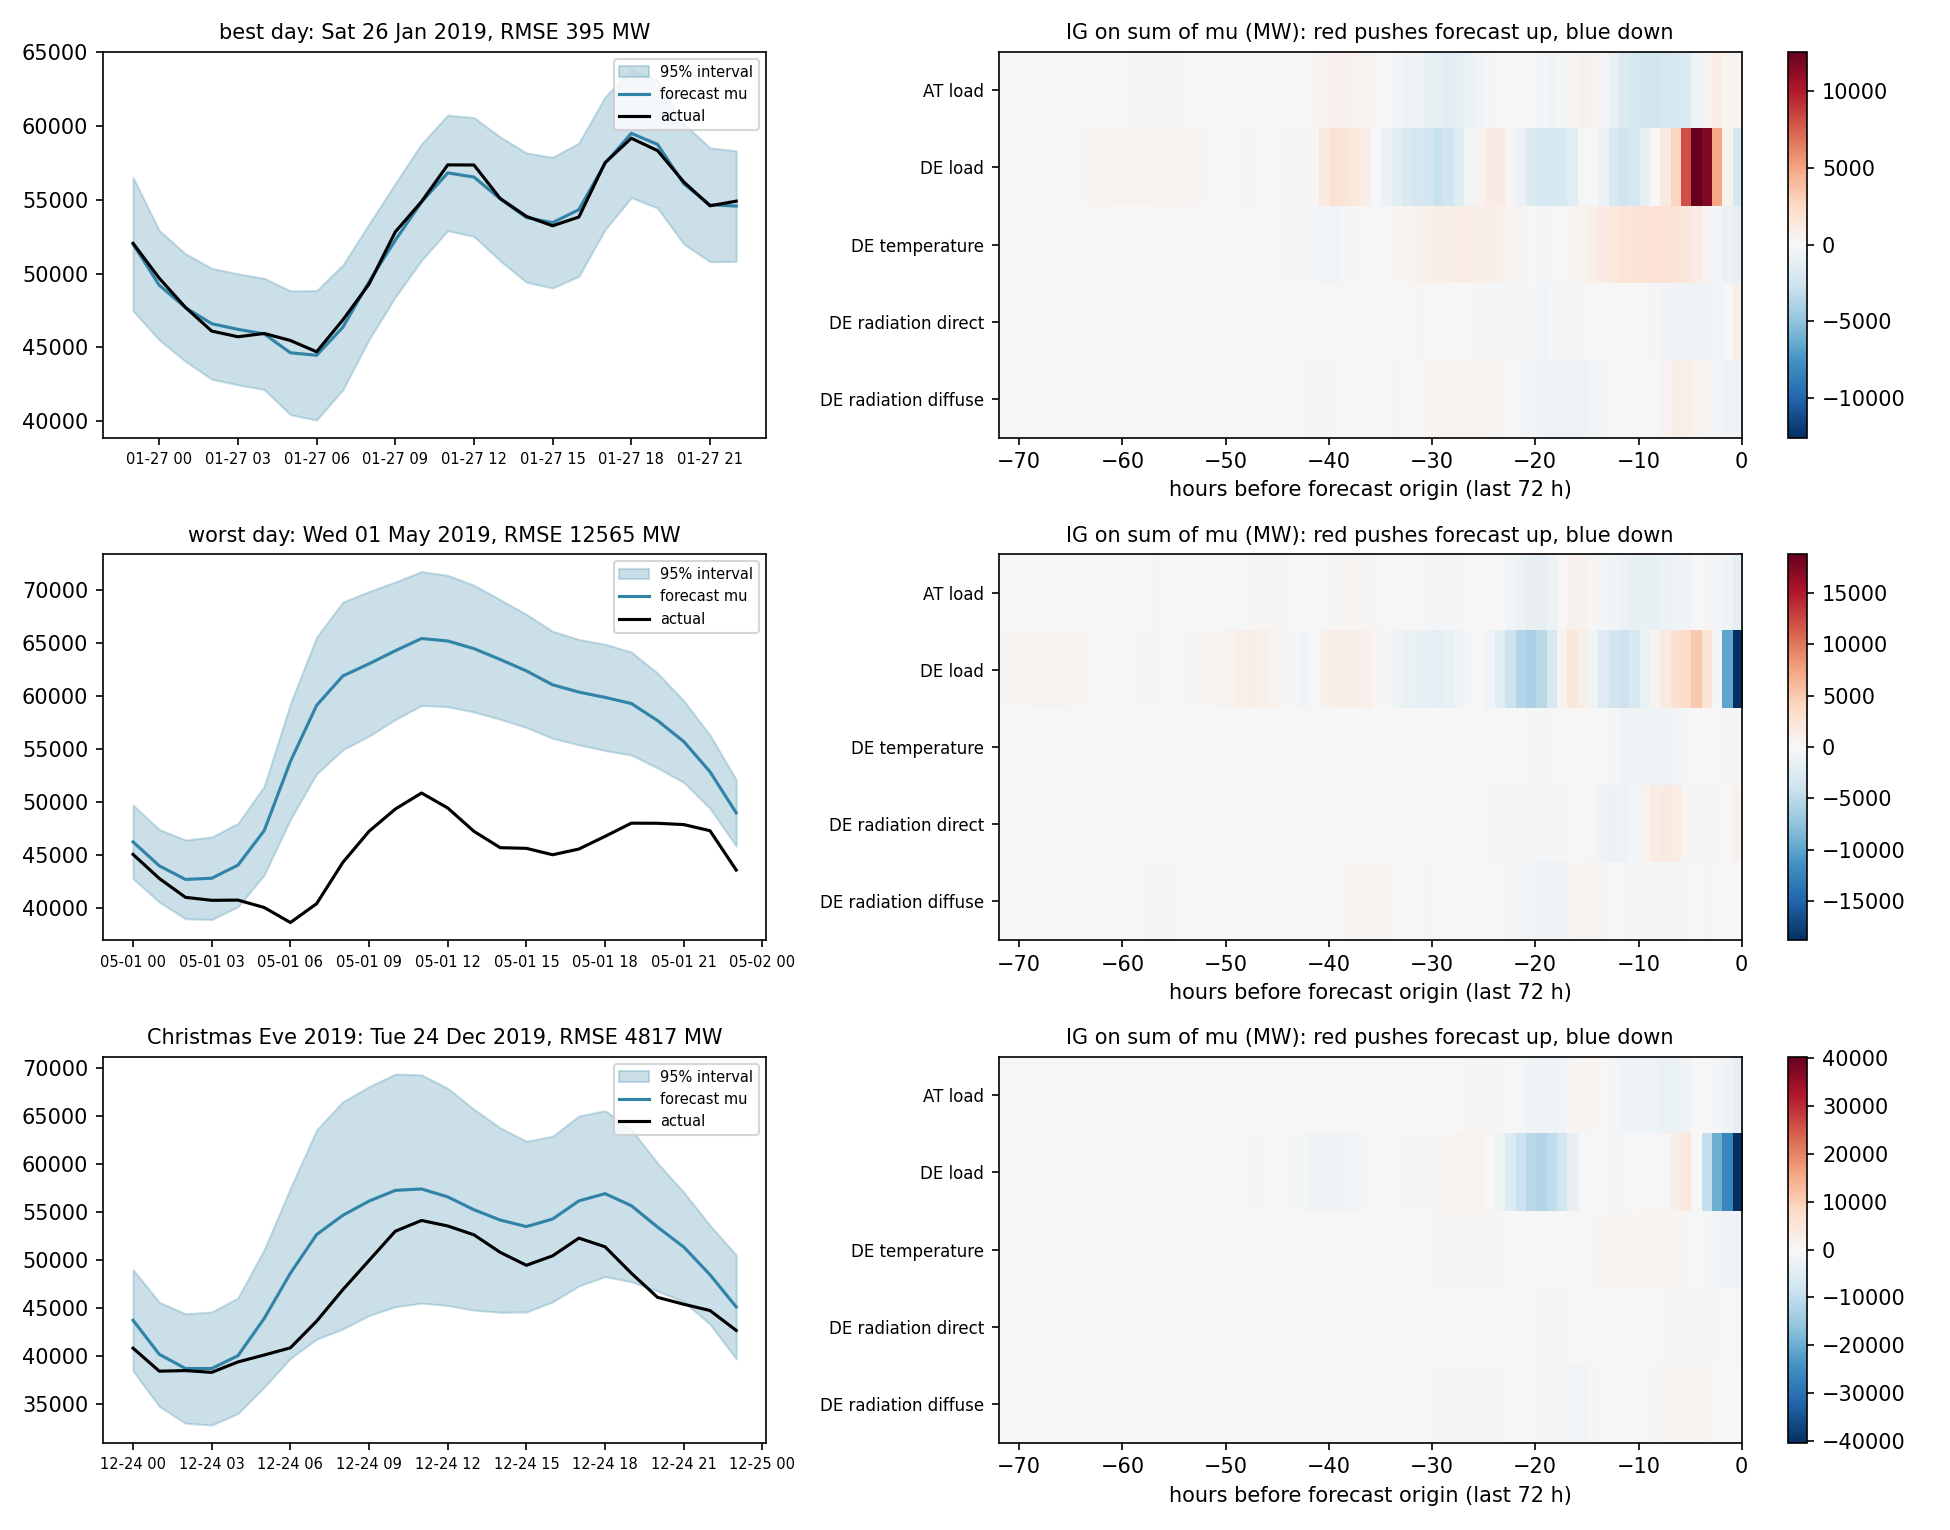 best day: Sat 26 Jan 2019, RMSE 395 MW
65000
60000
55000
50000
45000
40000
95% interval
forecast mu
actual
01-27 00 01-27 03 01-27 06 01-27 09 01-27 12 01-27 15 01-27 18 01-27 21
IG on sum of mu (MW): red pushes forecast up, blue down
AT load
DE load
DE temperature
DE radiation direct
DE radiation diffuse
−70 −60 −50 −40 −30 −20 −10 0
hours before forecast origin (last 72 h)
10000
5000
0
−5000
−10000
worst day: Wed 01 May 2019, RMSE 12565 MW
70000
65000
60000
55000
50000
45000
40000
95% interval
forecast mu
actual
05-01 00 05-01 03 05-01 06 05-01 09 05-01 12 05-01 15 05-01 18 05-01 21 05-02 00
IG on sum of mu (MW): red pushes forecast up, blue down
AT load
DE load
DE temperature
DE radiation direct
DE radiation diffuse
−70 −60 −50 −40 −30 −20 −10 0
hours before forecast origin (last 72 h)
15000
10000
5000
0
−5000
−10000
−15000
Christmas Eve 2019: Tue 24 Dec 2019, RMSE 4817 MW
70000
65000
60000
55000
50000
45000
40000
35000
95% interval
forecast mu
actual
12-24 00 12-24 03 12-24 06 12-24 09 12-24 12 12-24 15 12-24 18 12-24 21 12-25 00
IG on sum of mu (MW): red pushes forecast up, blue down
AT load
DE load
DE temperature
DE radiation direct
DE radiation diffuse
−70 −60 −50 −40 −30 −20 −10 0
hours before forecast origin (last 72 h)
40000
30000
20000
10000
0
−10000
−20000
−30000
−40000